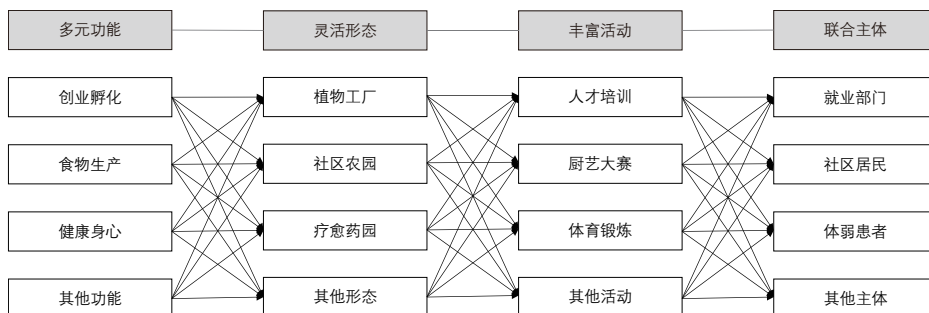 多元功能 灵活形态 丰富活动 联合主体
创业孵化 植物工厂 人才培训 就业部门
食物生产 社区农园 厨艺大赛 社区居民
健康身心 疗愈药园 体育锻炼 体弱患者
其他功能 其他形态 其他活动 其他主体